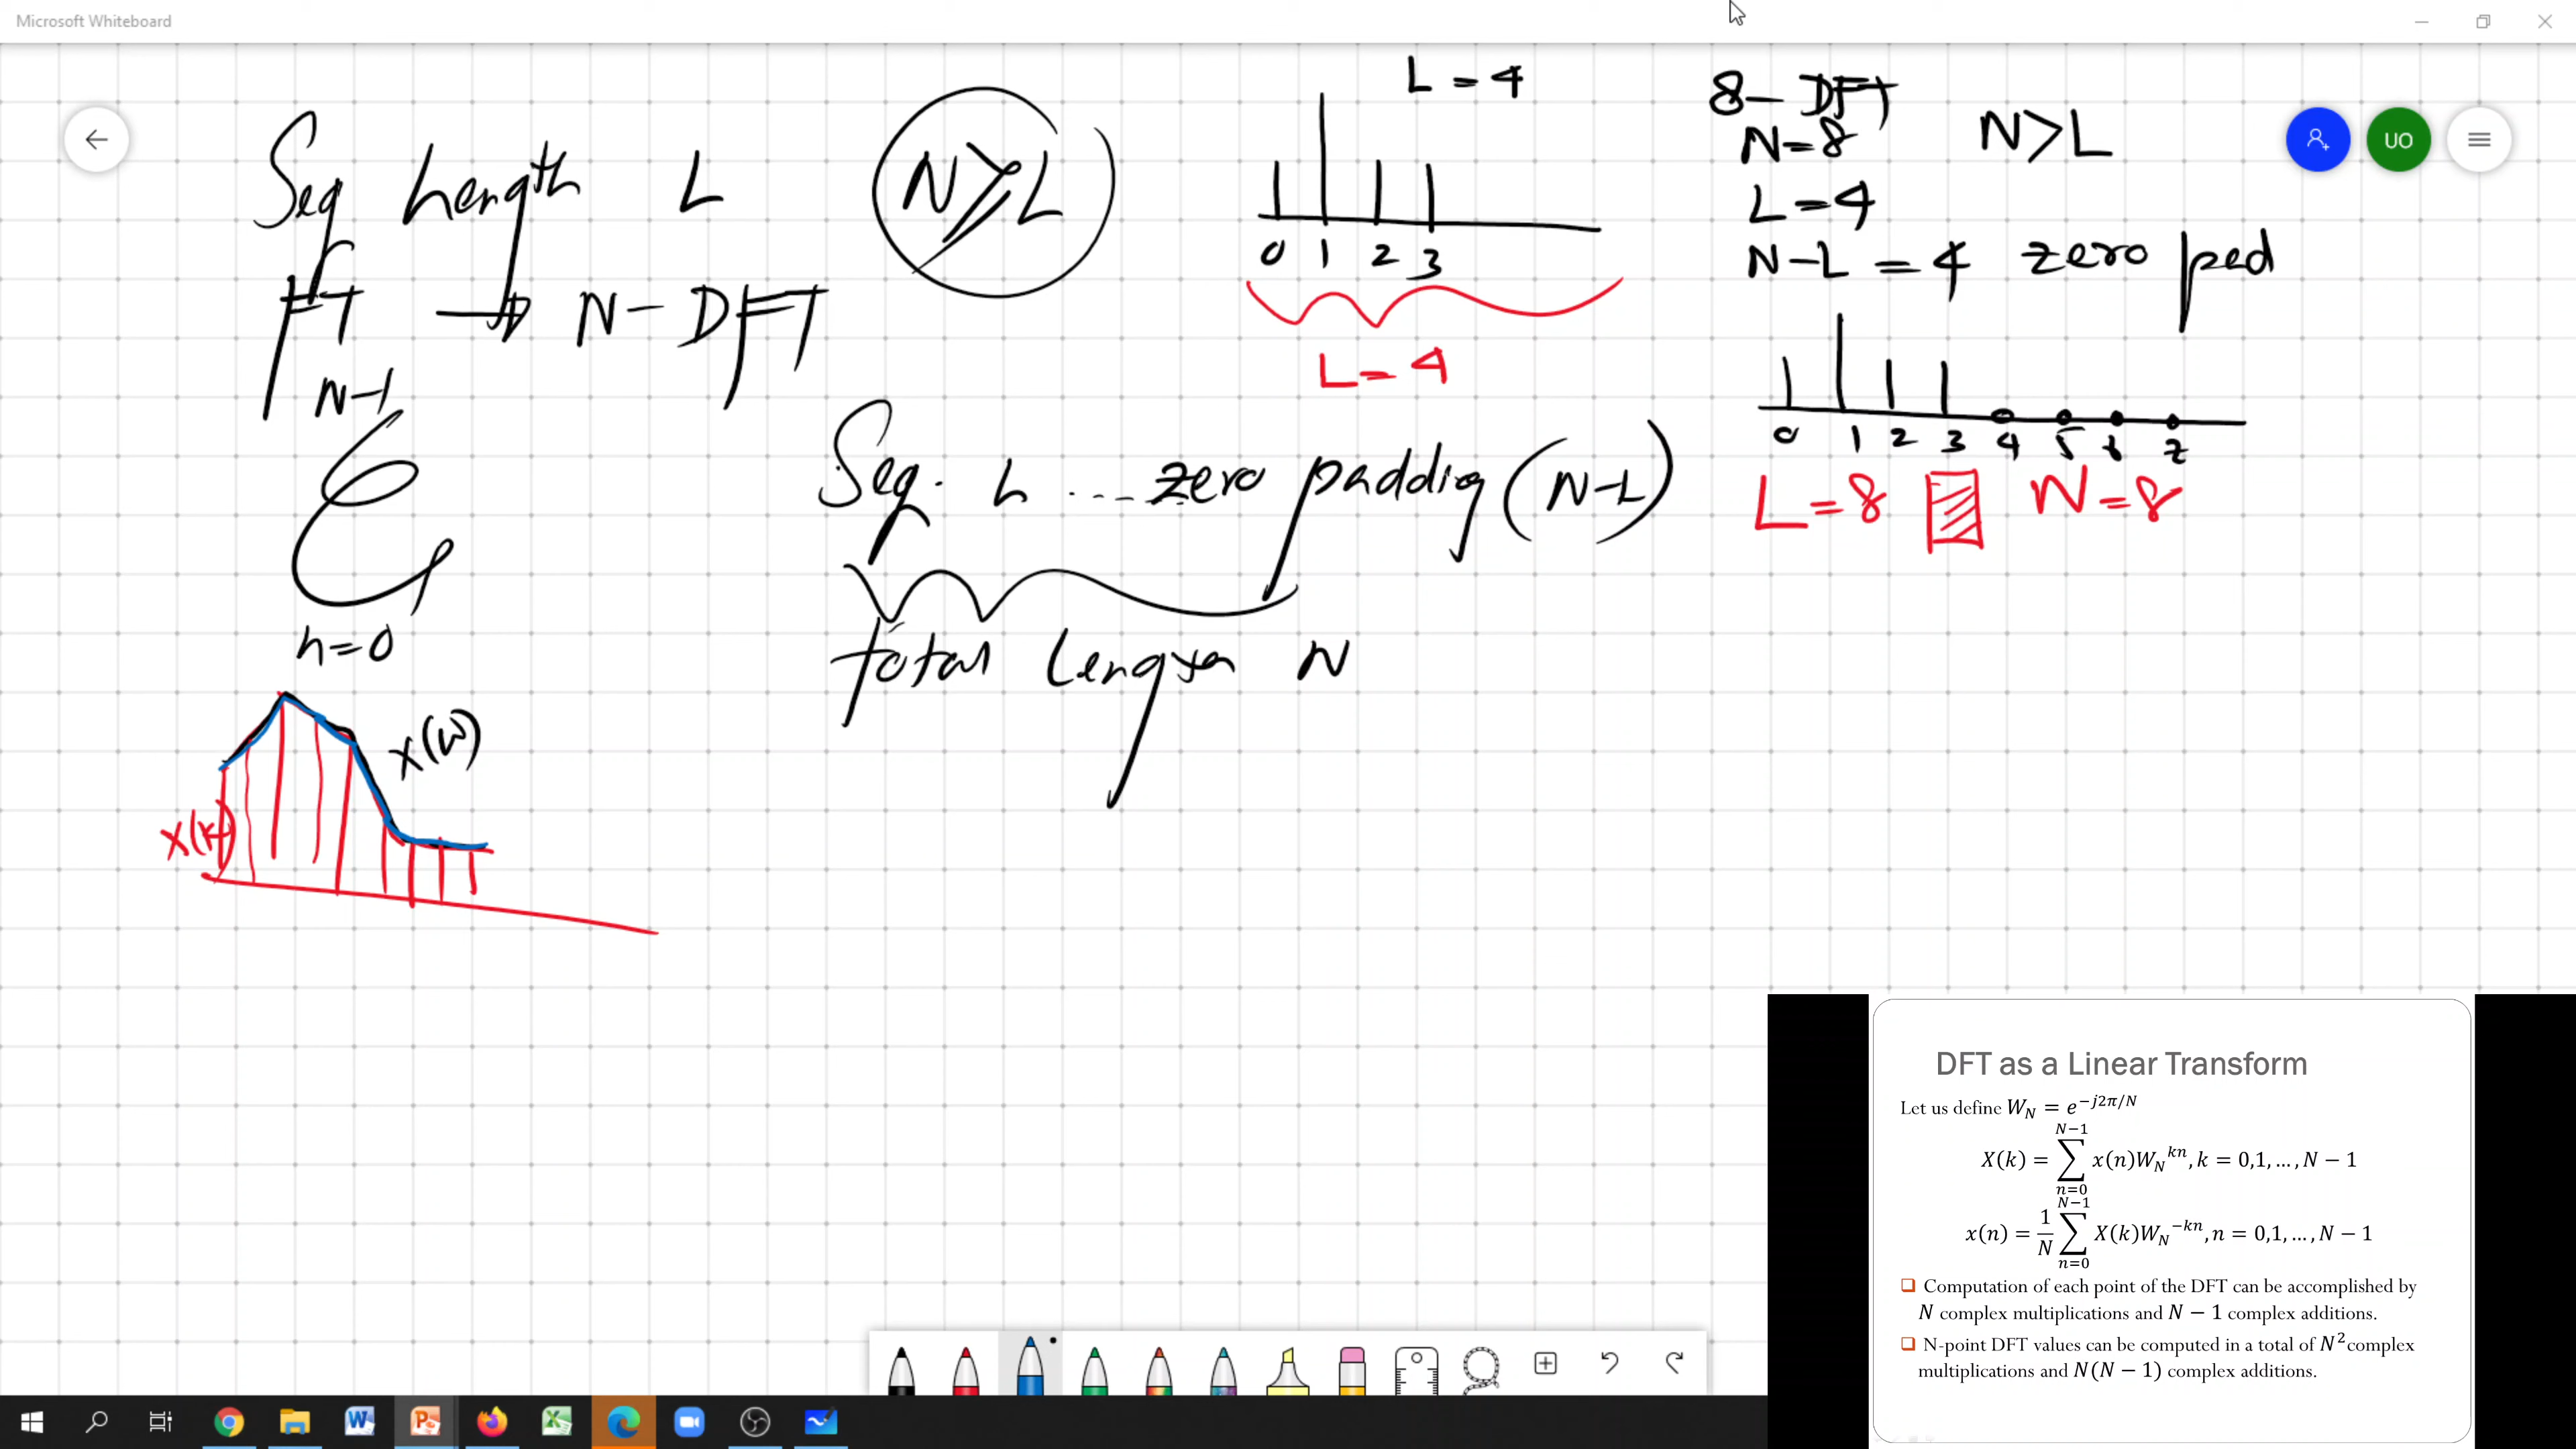 Microsoft Whiteboard
Seq Length L
N≥L
FT → N-DFT
N-1
n=0
X(w)
X(k)
L = 4
0 1 2 3
L = 4
Seq. L ... zero padding (N-L)
total Length N
8- DFT
N=8
N>L
L=4
N-L = 4 zero pad
0 1 2 3 4 5 6 7
L=8
N=8
UO
DFT as a Linear Transform
Let us define W_N = e^{-j2π/N}
X(k) = ∑_{n=0}^{N-1} x(n)W_N^{kn}, k = 0,1, …, N − 1
x(n) = 1/N ∑_{n=0}^{N-1} X(k)W_N^{-kn}, n = 0,1, …, N − 1
❑ Computation of each point of the DFT can be accomplished by
N complex multiplications and N − 1 complex additions.
❑ N-point DFT values can be computed in a total of N² complex
multiplications and N(N − 1) complex additions.